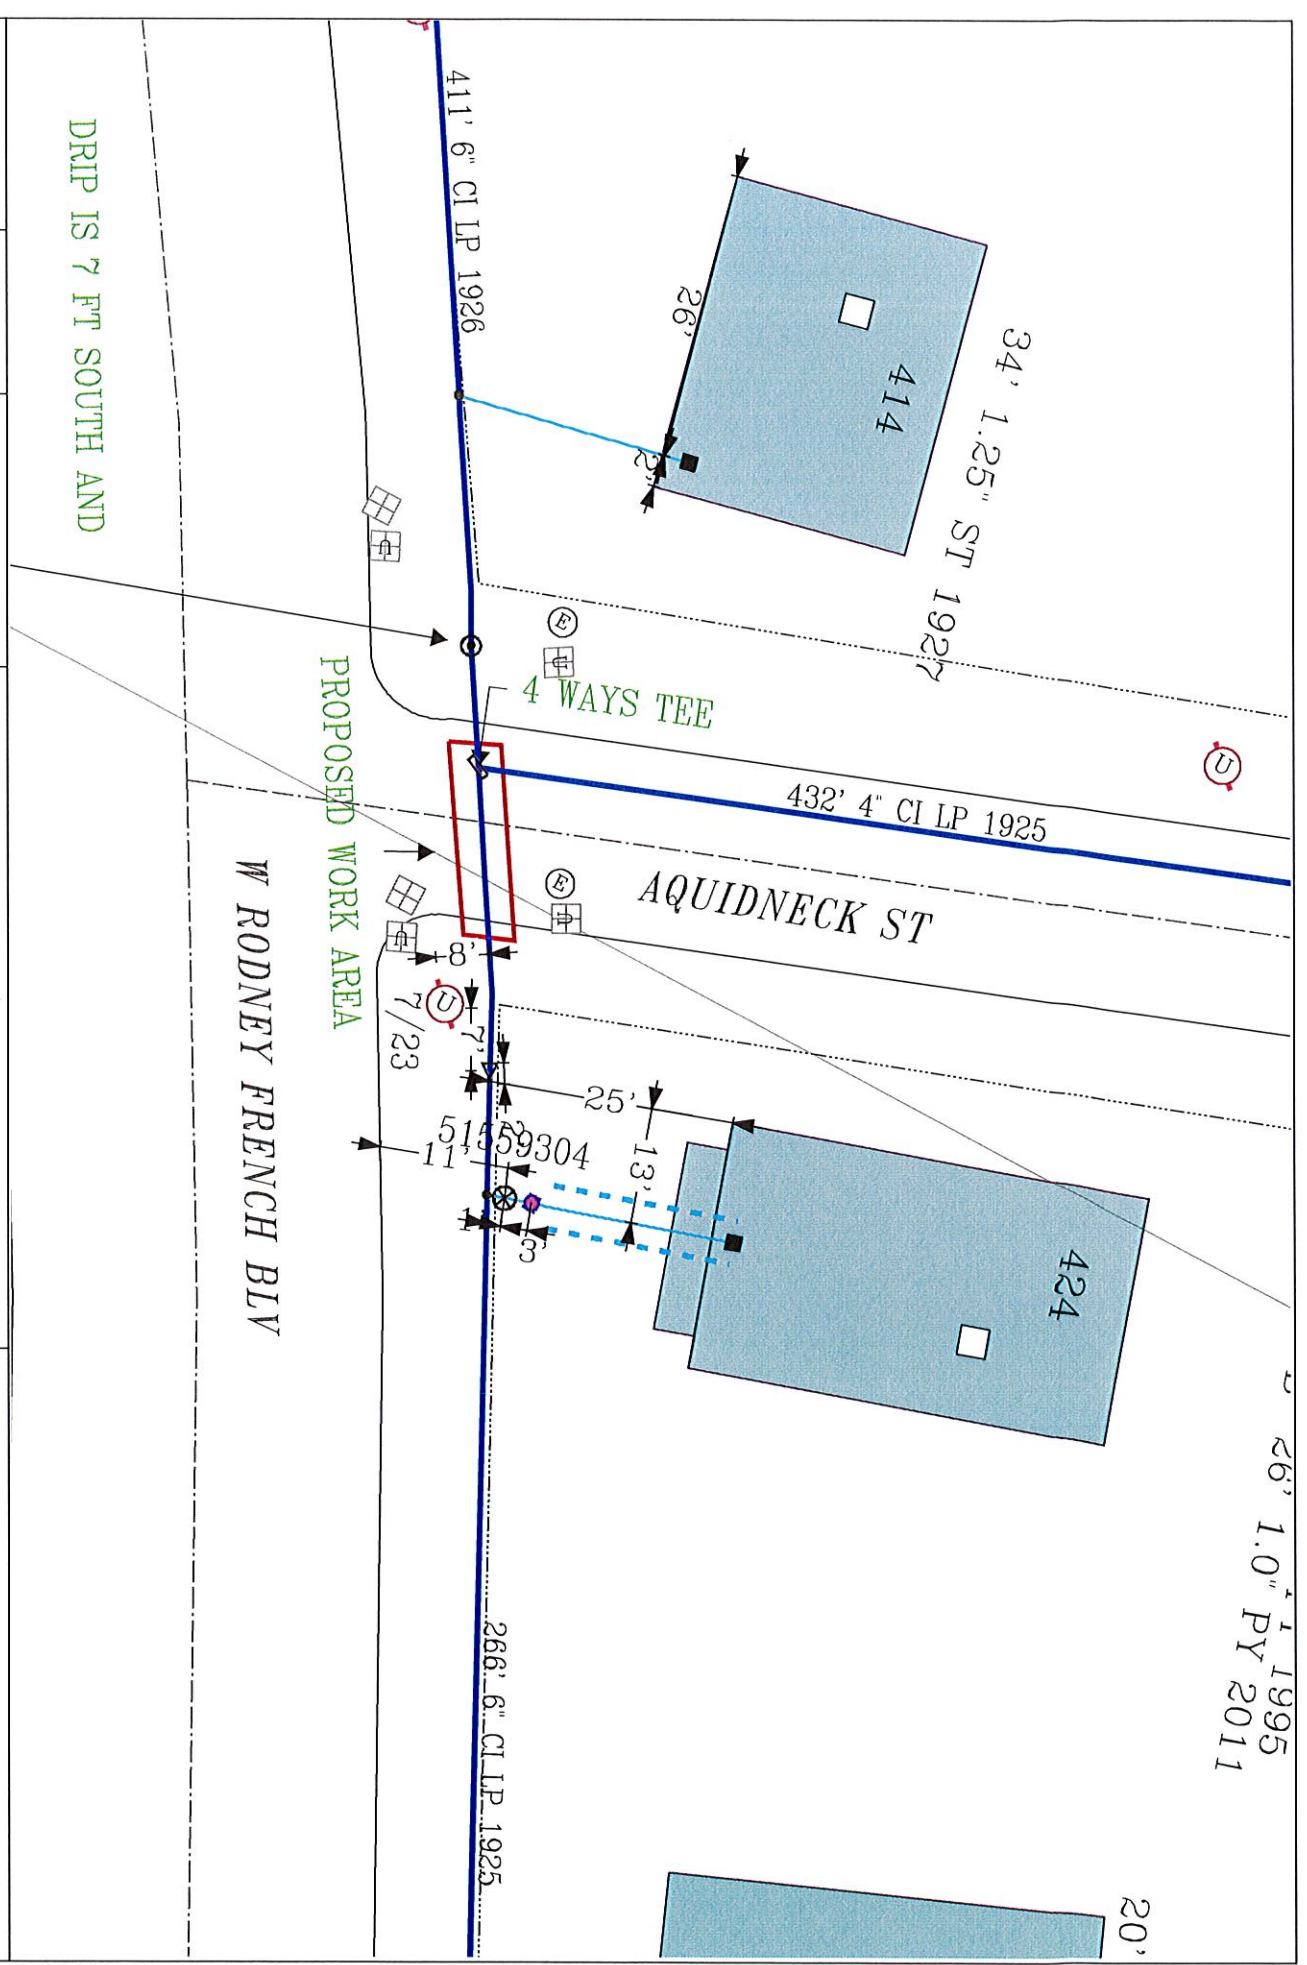 20'
1995
26' 1.0" PY 2011
34' 1.25" ST 1927
414
26'
2'
424
U
432' 4" CI LP 1925
AQUIDNECK ST
4 WAYS TEE
E
U
E
U
25'
13'
51559304
11'
1'
3'
8'
7'
2'
411' 6" CI LP 1926
266' 6" CI LP 1925
U
U
U
7/23
PROPOSED WORK AREA
W RODNEY FRENCH BLV
DRIP IS 7 FT SOUTH AND